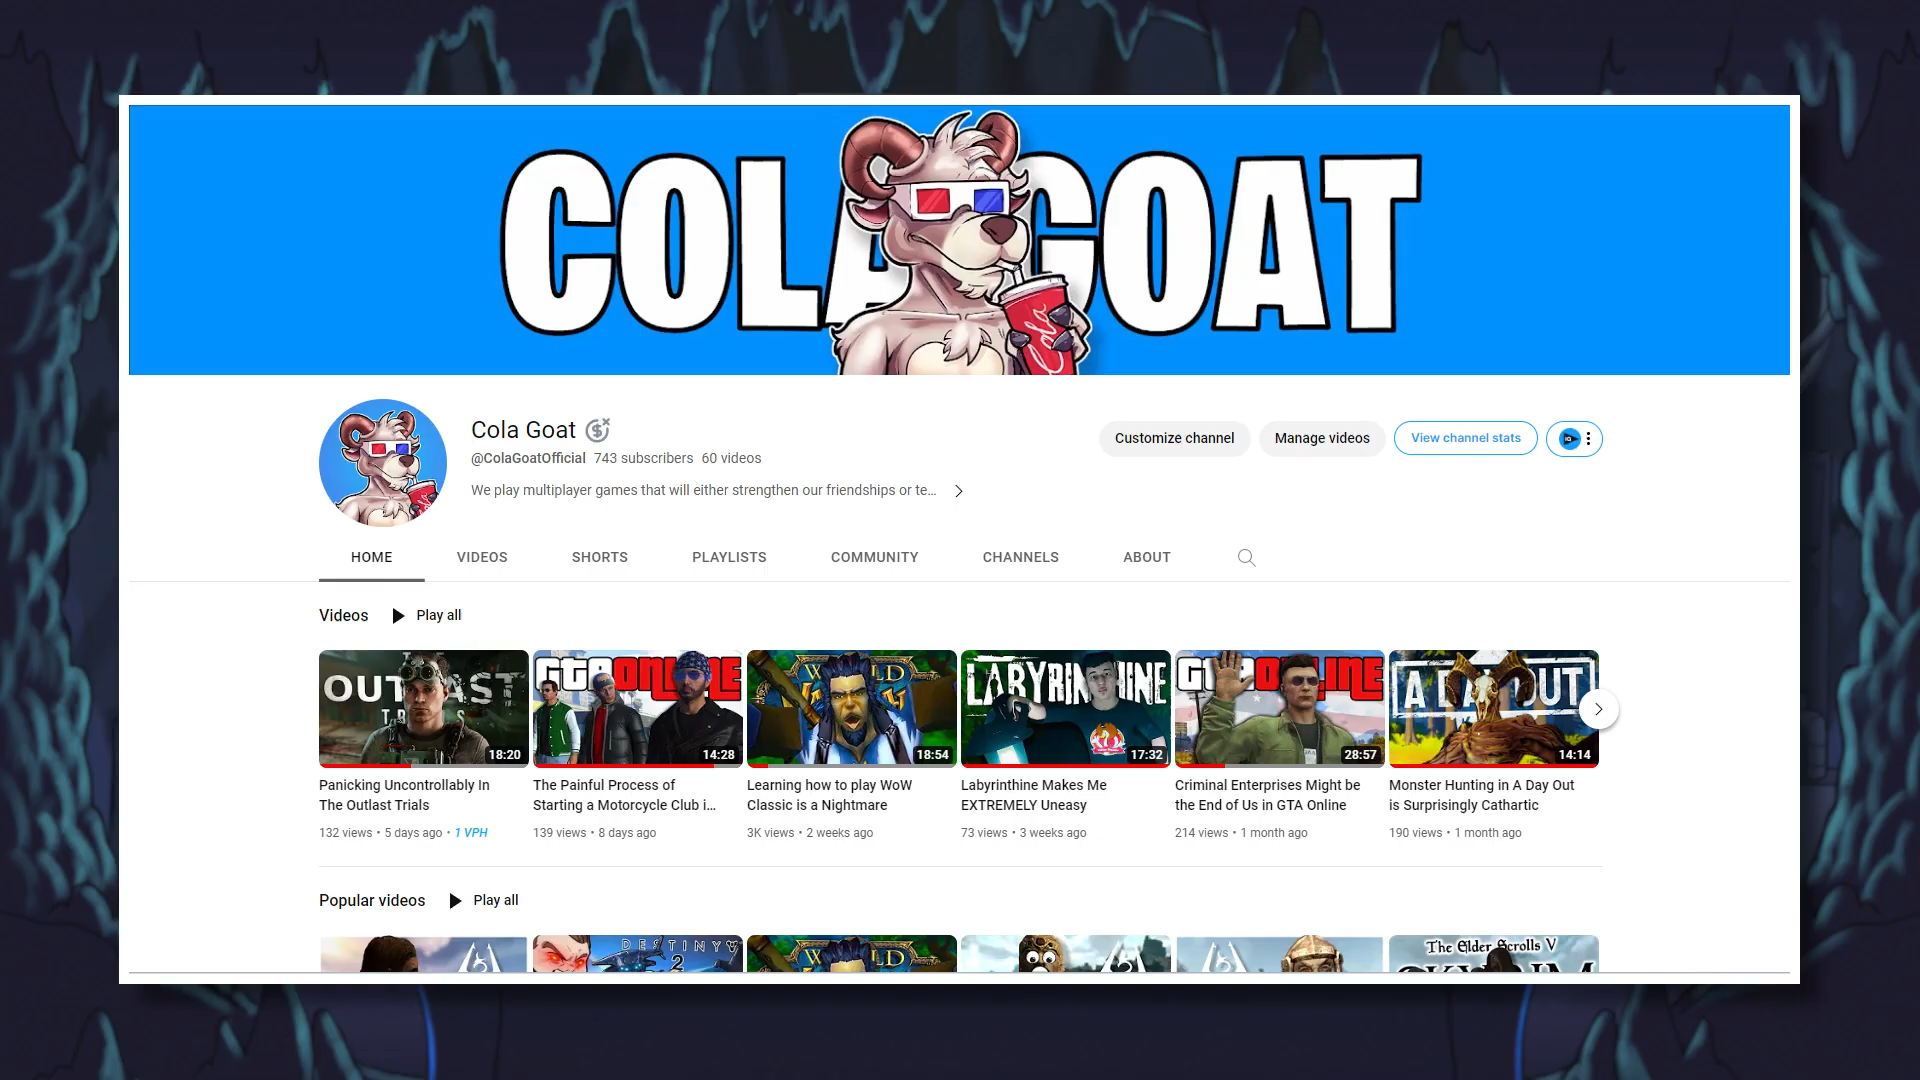 COLA GOAT
Cola
Cola Goat
@ColaGoatOfficial 743 subscribers 60 videos
We play multiplayer games that will either strengthen our friendships or te...
Customize channel
Manage videos
View channel stats
HOME
VIDEOS
SHORTS
PLAYLISTS
COMMUNITY
CHANNELS
ABOUT
Videos
Play all
OUTLAST
18:20
GTA ONLINE
14:28
18:54
LABYRINTHINE
17:32
GTA ONLINE
28:57
A DAY OUT
14:14
Panicking Uncontrollably In
The Outlast Trials
132 views • 5 days ago • 1 VPH
The Painful Process of
Starting a Motorcycle Club i...
139 views • 8 days ago
Learning how to play WoW
Classic is a Nightmare
3K views • 2 weeks ago
Labyrinthine Makes Me
EXTREMELY Uneasy
73 views • 3 weeks ago
Criminal Enterprises Might be
the End of Us in GTA Online
214 views • 1 month ago
Monster Hunting in A Day Out
is Surprisingly Cathartic
190 views • 1 month ago
Popular videos
Play all
DESTINY
2
The Elder Scrolls V
SKYRIM